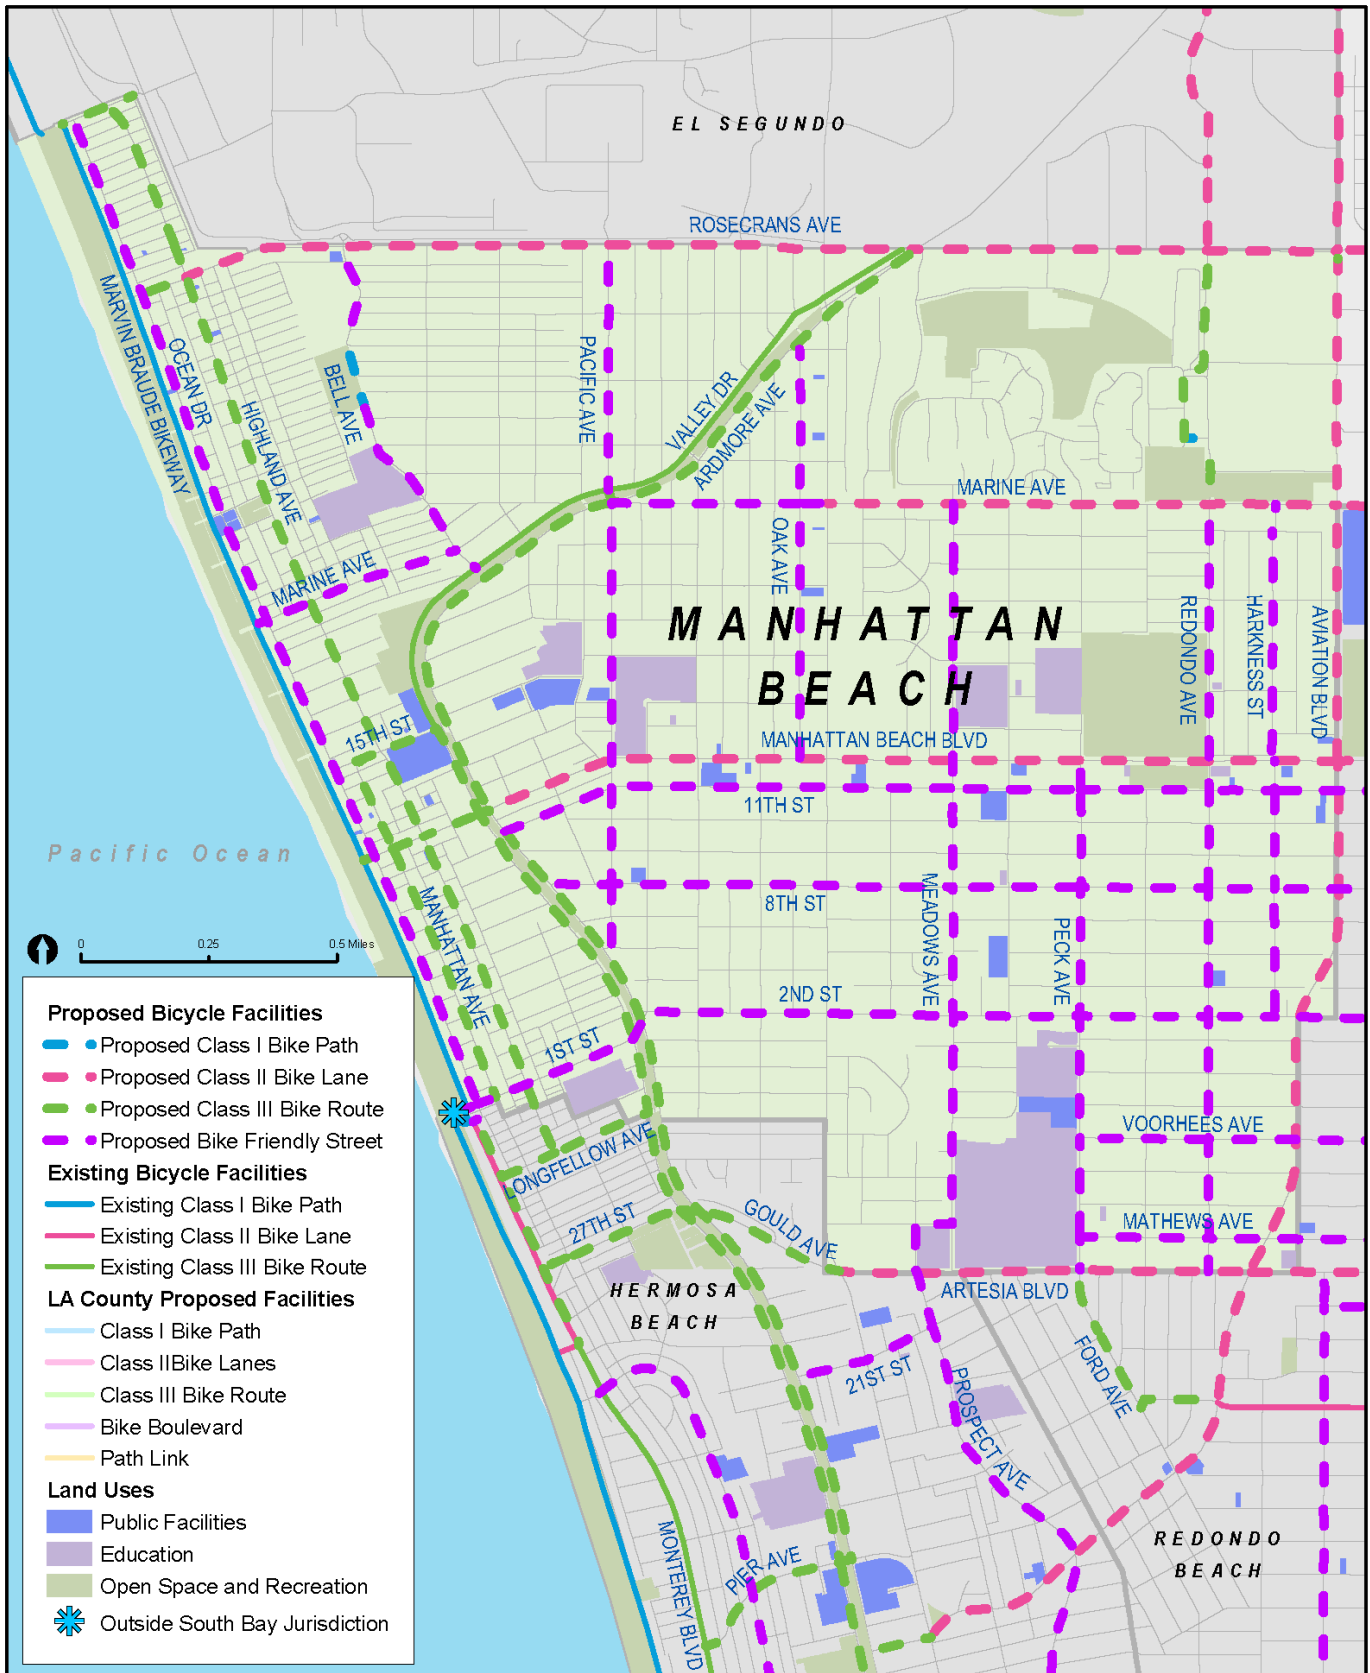 EL SEGUNDO
ROSECRANS AVE
MARVIN BRAUDE BIKEWAY
OCEAN DR
HIGHLAND AVE
BELL AVE
PACIFIC AVE
VALLEY DR
ARDMORE AVE
MARINE AVE
OAK AVE
MARINE AVE
MANHATTAN
BEACH
REDONDO AVE
HARKNESS ST
AVIATION BLVD
15TH ST
MANHATTAN BEACH BLVD
11TH ST
Pacific Ocean
MANHATTAN AVE
8TH ST
MEADOWS AVE
PECK AVE
0 0.25 0.5 Miles
2ND ST
1ST ST
VOORHEES AVE
LONGFELLOW AVE
27TH ST
GOULD AVE
MATHEWS AVE
HERMOSA
BEACH
ARTESIA BLVD
21ST ST
PROSPECT AVE
FORD AVE
MONTEREY BLVD
PIER AVE
REDONDO
BEACH
Proposed Bicycle Facilities
Proposed Class I Bike Path
Proposed Class II Bike Lane
Proposed Class III Bike Route
Proposed Bike Friendly Street
Existing Bicycle Facilities
Existing Class I Bike Path
Existing Class II Bike Lane
Existing Class III Bike Route
LA County Proposed Facilities
Class I Bike Path
Class IIBike Lanes
Class III Bike Route
Bike Boulevard
Path Link
Land Uses
Public Facilities
Education
Open Space and Recreation
Outside South Bay Jurisdiction